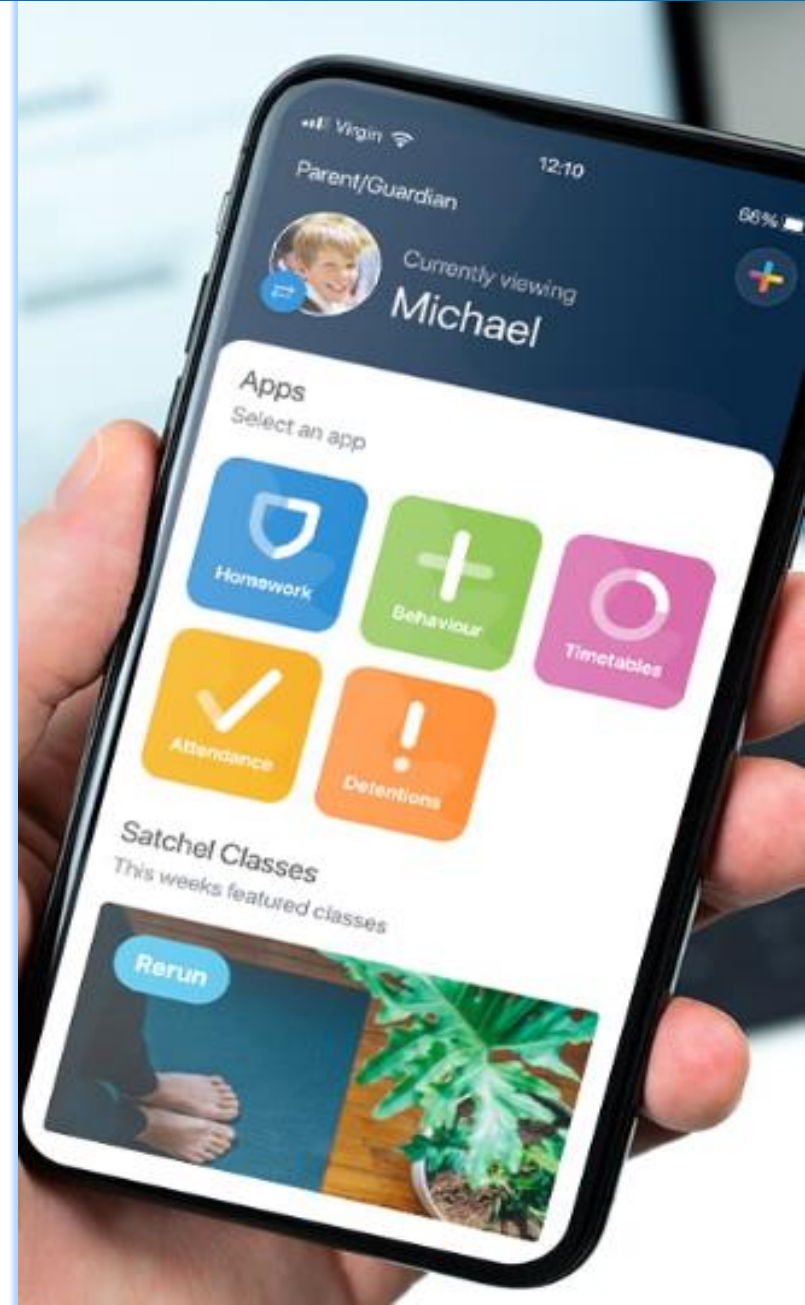 Virgin
12:10
66%
Parent/Guardian
Currently viewing
Michael
Apps
Select an app
Homework
Behaviour
Timetables
Attendance
Detentions
Satchel Classes
This weeks featured classes
Rerun